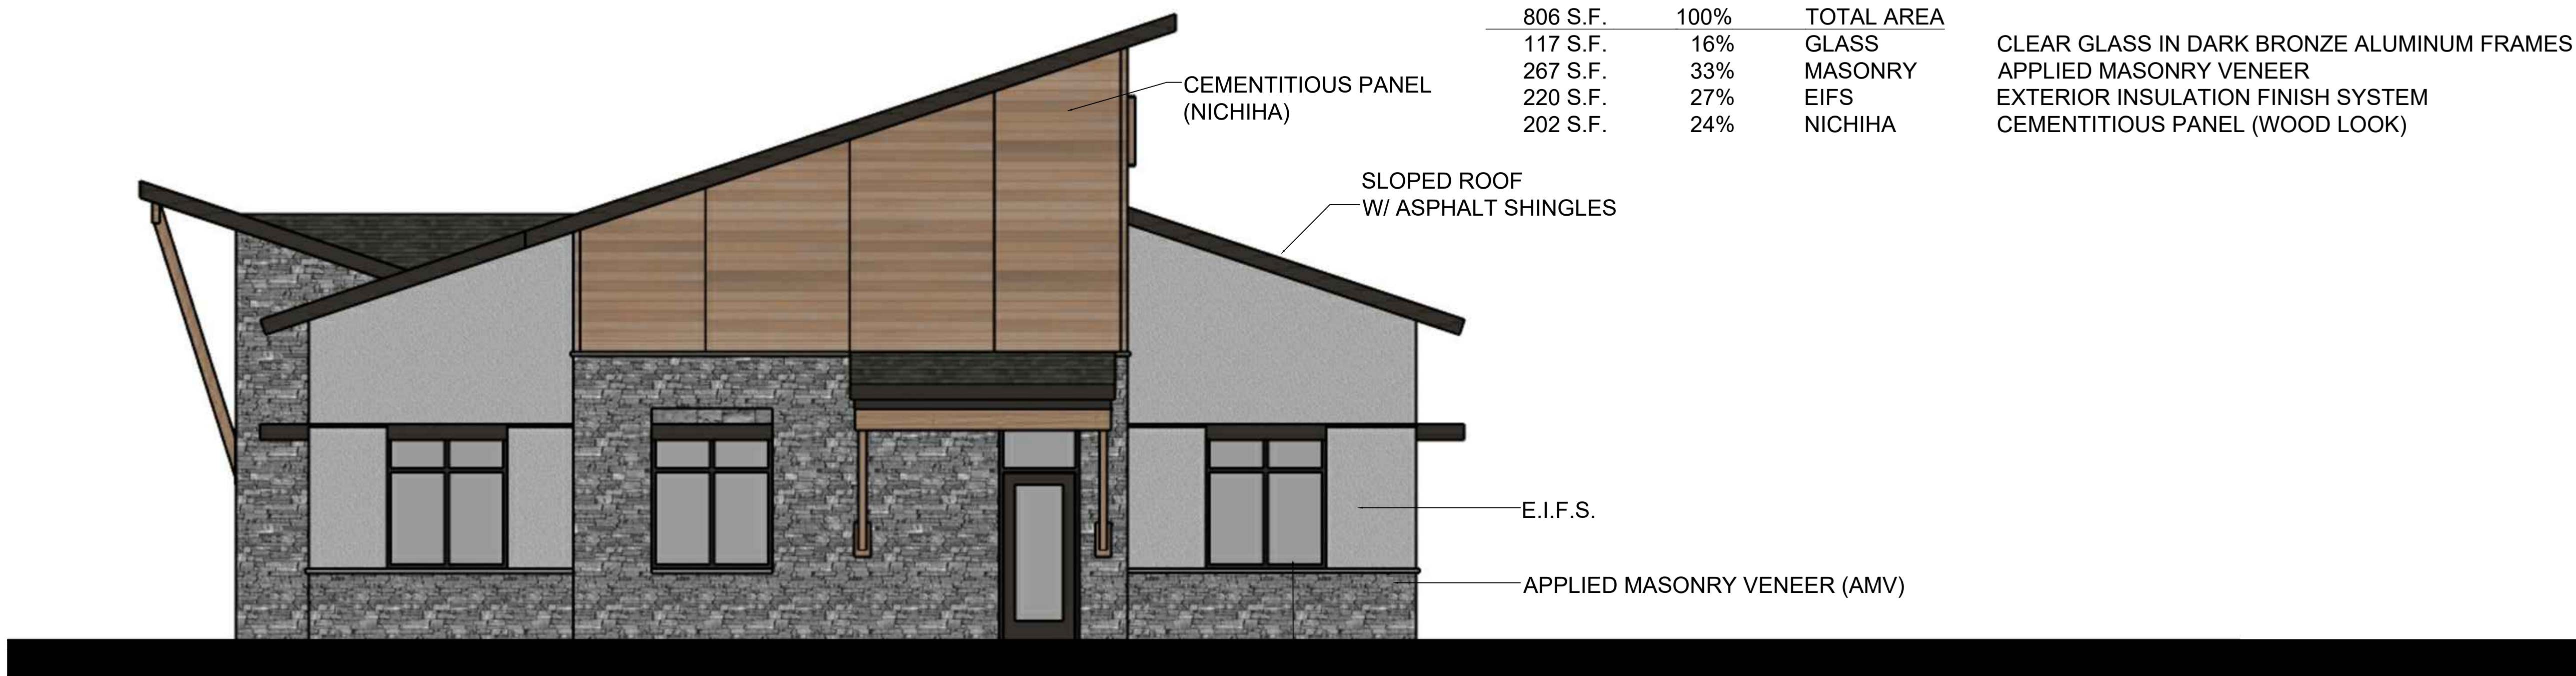 806 S.F. 100% TOTAL AREA
117 S.F. 16% GLASS CLEAR GLASS IN DARK BRONZE ALUMINUM FRAMES
267 S.F. 33% MASONRY APPLIED MASONRY VENEER
220 S.F. 27% EIFS EXTERIOR INSULATION FINISH SYSTEM
202 S.F. 24% NICHIHA CEMENTITIOUS PANEL (WOOD LOOK)
CEMENTITIOUS PANEL
(NICHIHA)
SLOPED ROOF
W/ ASPHALT SHINGLES
E.I.F.S.
APPLIED MASONRY VENEER (AMV)